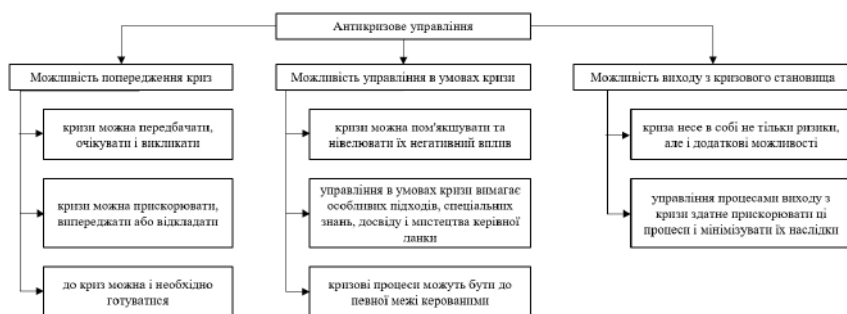 Антикризове управління
Можливість попередження криз
кризи можна передбачати,
очікувати і викликати
кризи можна прискорювати,
випереджати або відкладати
до криз можна і необхідно
готуватися
Можливість управління в умовах кризи
кризи можна пом'якшувати та
нівелювати їх негативний вплив
управління в умовах кризи вимагає
особливих підходів, спеціальних
знань, досвіду і мистецтва керівної
ланки
кризові процеси можуть бути до
певної межі керованими
Можливість виходу з кризового становища
криза несе в собі не тільки ризики,
але і додаткові можливості
управління процесами виходу з
кризи здатне прискорювати ці
процеси і мінімізувати їх наслідки